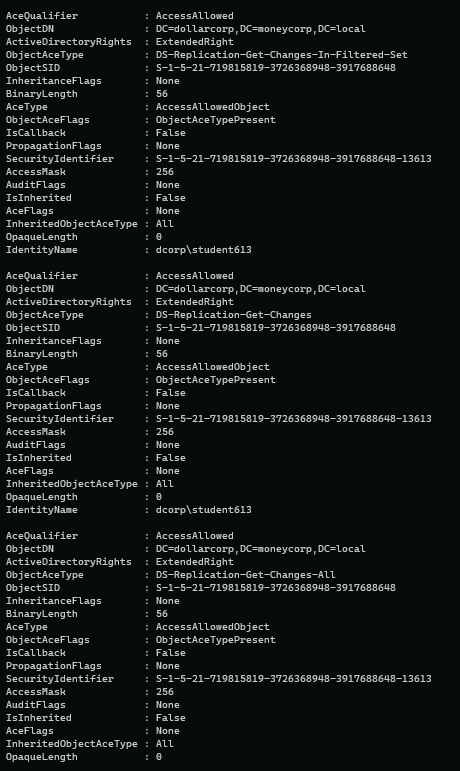 AceQualifier           : AccessAllowed
ObjectDN               : DC=dollarcorp,DC=moneycorp,DC=local
ActiveDirectoryRights  : ExtendedRight
ObjectAceType          : DS-Replication-Get-Changes-In-Filtered-Set
ObjectSID              : S-1-5-21-719815819-3726368948-3917688648
InheritanceFlags       : None
BinaryLength           : 56
AceType                : AccessAllowedObject
ObjectAceFlags         : ObjectAceTypePresent
IsCallback             : False
PropagationFlags       : None
SecurityIdentifier     : S-1-5-21-719815819-3726368948-3917688648-13613
AccessMask             : 256
AuditFlags             : None
IsInherited            : False
AceFlags               : None
InheritedObjectAceType : All
OpaqueLength           : 0
IdentityName           : dcorp\student613

AceQualifier           : AccessAllowed
ObjectDN               : DC=dollarcorp,DC=moneycorp,DC=local
ActiveDirectoryRights  : ExtendedRight
ObjectAceType          : DS-Replication-Get-Changes
ObjectSID              : S-1-5-21-719815819-3726368948-3917688648
InheritanceFlags       : None
BinaryLength           : 56
AceType                : AccessAllowedObject
ObjectAceFlags         : ObjectAceTypePresent
IsCallback             : False
PropagationFlags       : None
SecurityIdentifier     : S-1-5-21-719815819-3726368948-3917688648-13613
AccessMask             : 256
AuditFlags             : None
IsInherited            : False
AceFlags               : None
InheritedObjectAceType : All
OpaqueLength           : 0
IdentityName           : dcorp\student613

AceQualifier           : AccessAllowed
ObjectDN               : DC=dollarcorp,DC=moneycorp,DC=local
ActiveDirectoryRights  : ExtendedRight
ObjectAceType          : DS-Replication-Get-Changes-All
ObjectSID              : S-1-5-21-719815819-3726368948-3917688648
InheritanceFlags       : None
BinaryLength           : 56
AceType                : AccessAllowedObject
ObjectAceFlags         : ObjectAceTypePresent
IsCallback             : False
PropagationFlags       : None
SecurityIdentifier     : S-1-5-21-719815819-3726368948-3917688648-13613
AccessMask             : 256
AuditFlags             : None
IsInherited            : False
AceFlags               : None
InheritedObjectAceType : All
OpaqueLength           : 0